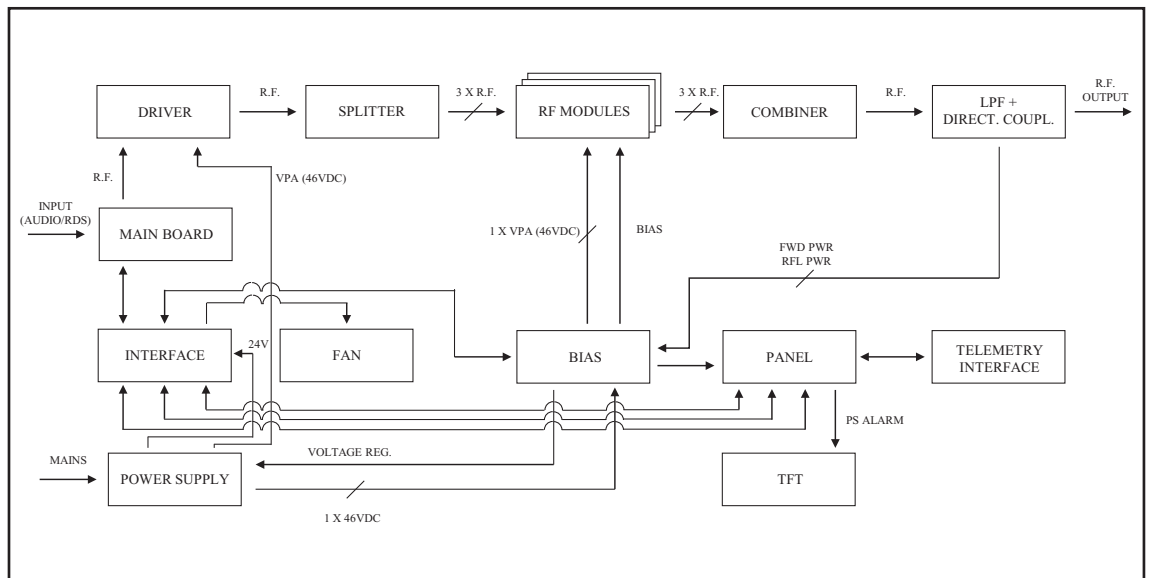 R.F.
3 X R.F.
3 X R.F.
R.F.
R.F.
OUTPUT
DRIVER
SPLITTER
RF MODULES
COMBINER
LPF +
DIRECT. COUPL.
R.F.
VPA (46VDC)
INPUT
(AUDIO/RDS)
MAIN BOARD
1 X VPA (46VDC)
BIAS
FWD PWR
RFL PWR
INTERFACE
24V
FAN
BIAS
PANEL
TELEMETRY
INTERFACE
PS ALARM
MAINS
POWER SUPPLY
VOLTAGE REG.
1 X 46VDC
TFT